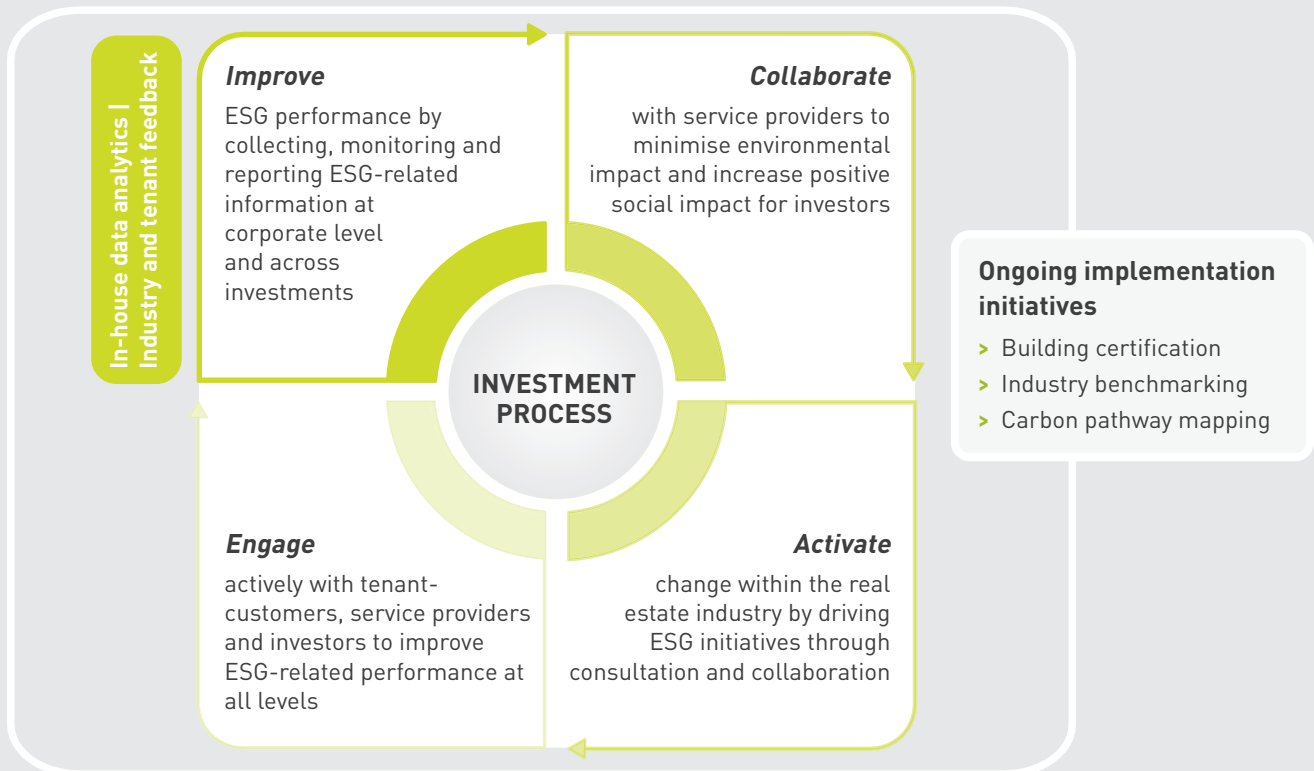 In-house data analytics |
Industry and tenant feedback
Improve
ESG performance by
collecting, monitoring and
reporting ESG-related
information at
corporate level
and across
investments
Collaborate
with service providers to
minimise environmental
impact and increase positive
social impact for investors
INVESTMENT
PROCESS
Engage
actively with tenant-
customers, service providers
and investors to improve
ESG-related performance at
all levels
Activate
change within the real
estate industry by driving
ESG initiatives through
consultation and collaboration
Ongoing implementation
initiatives
> Building certification
> Industry benchmarking
> Carbon pathway mapping